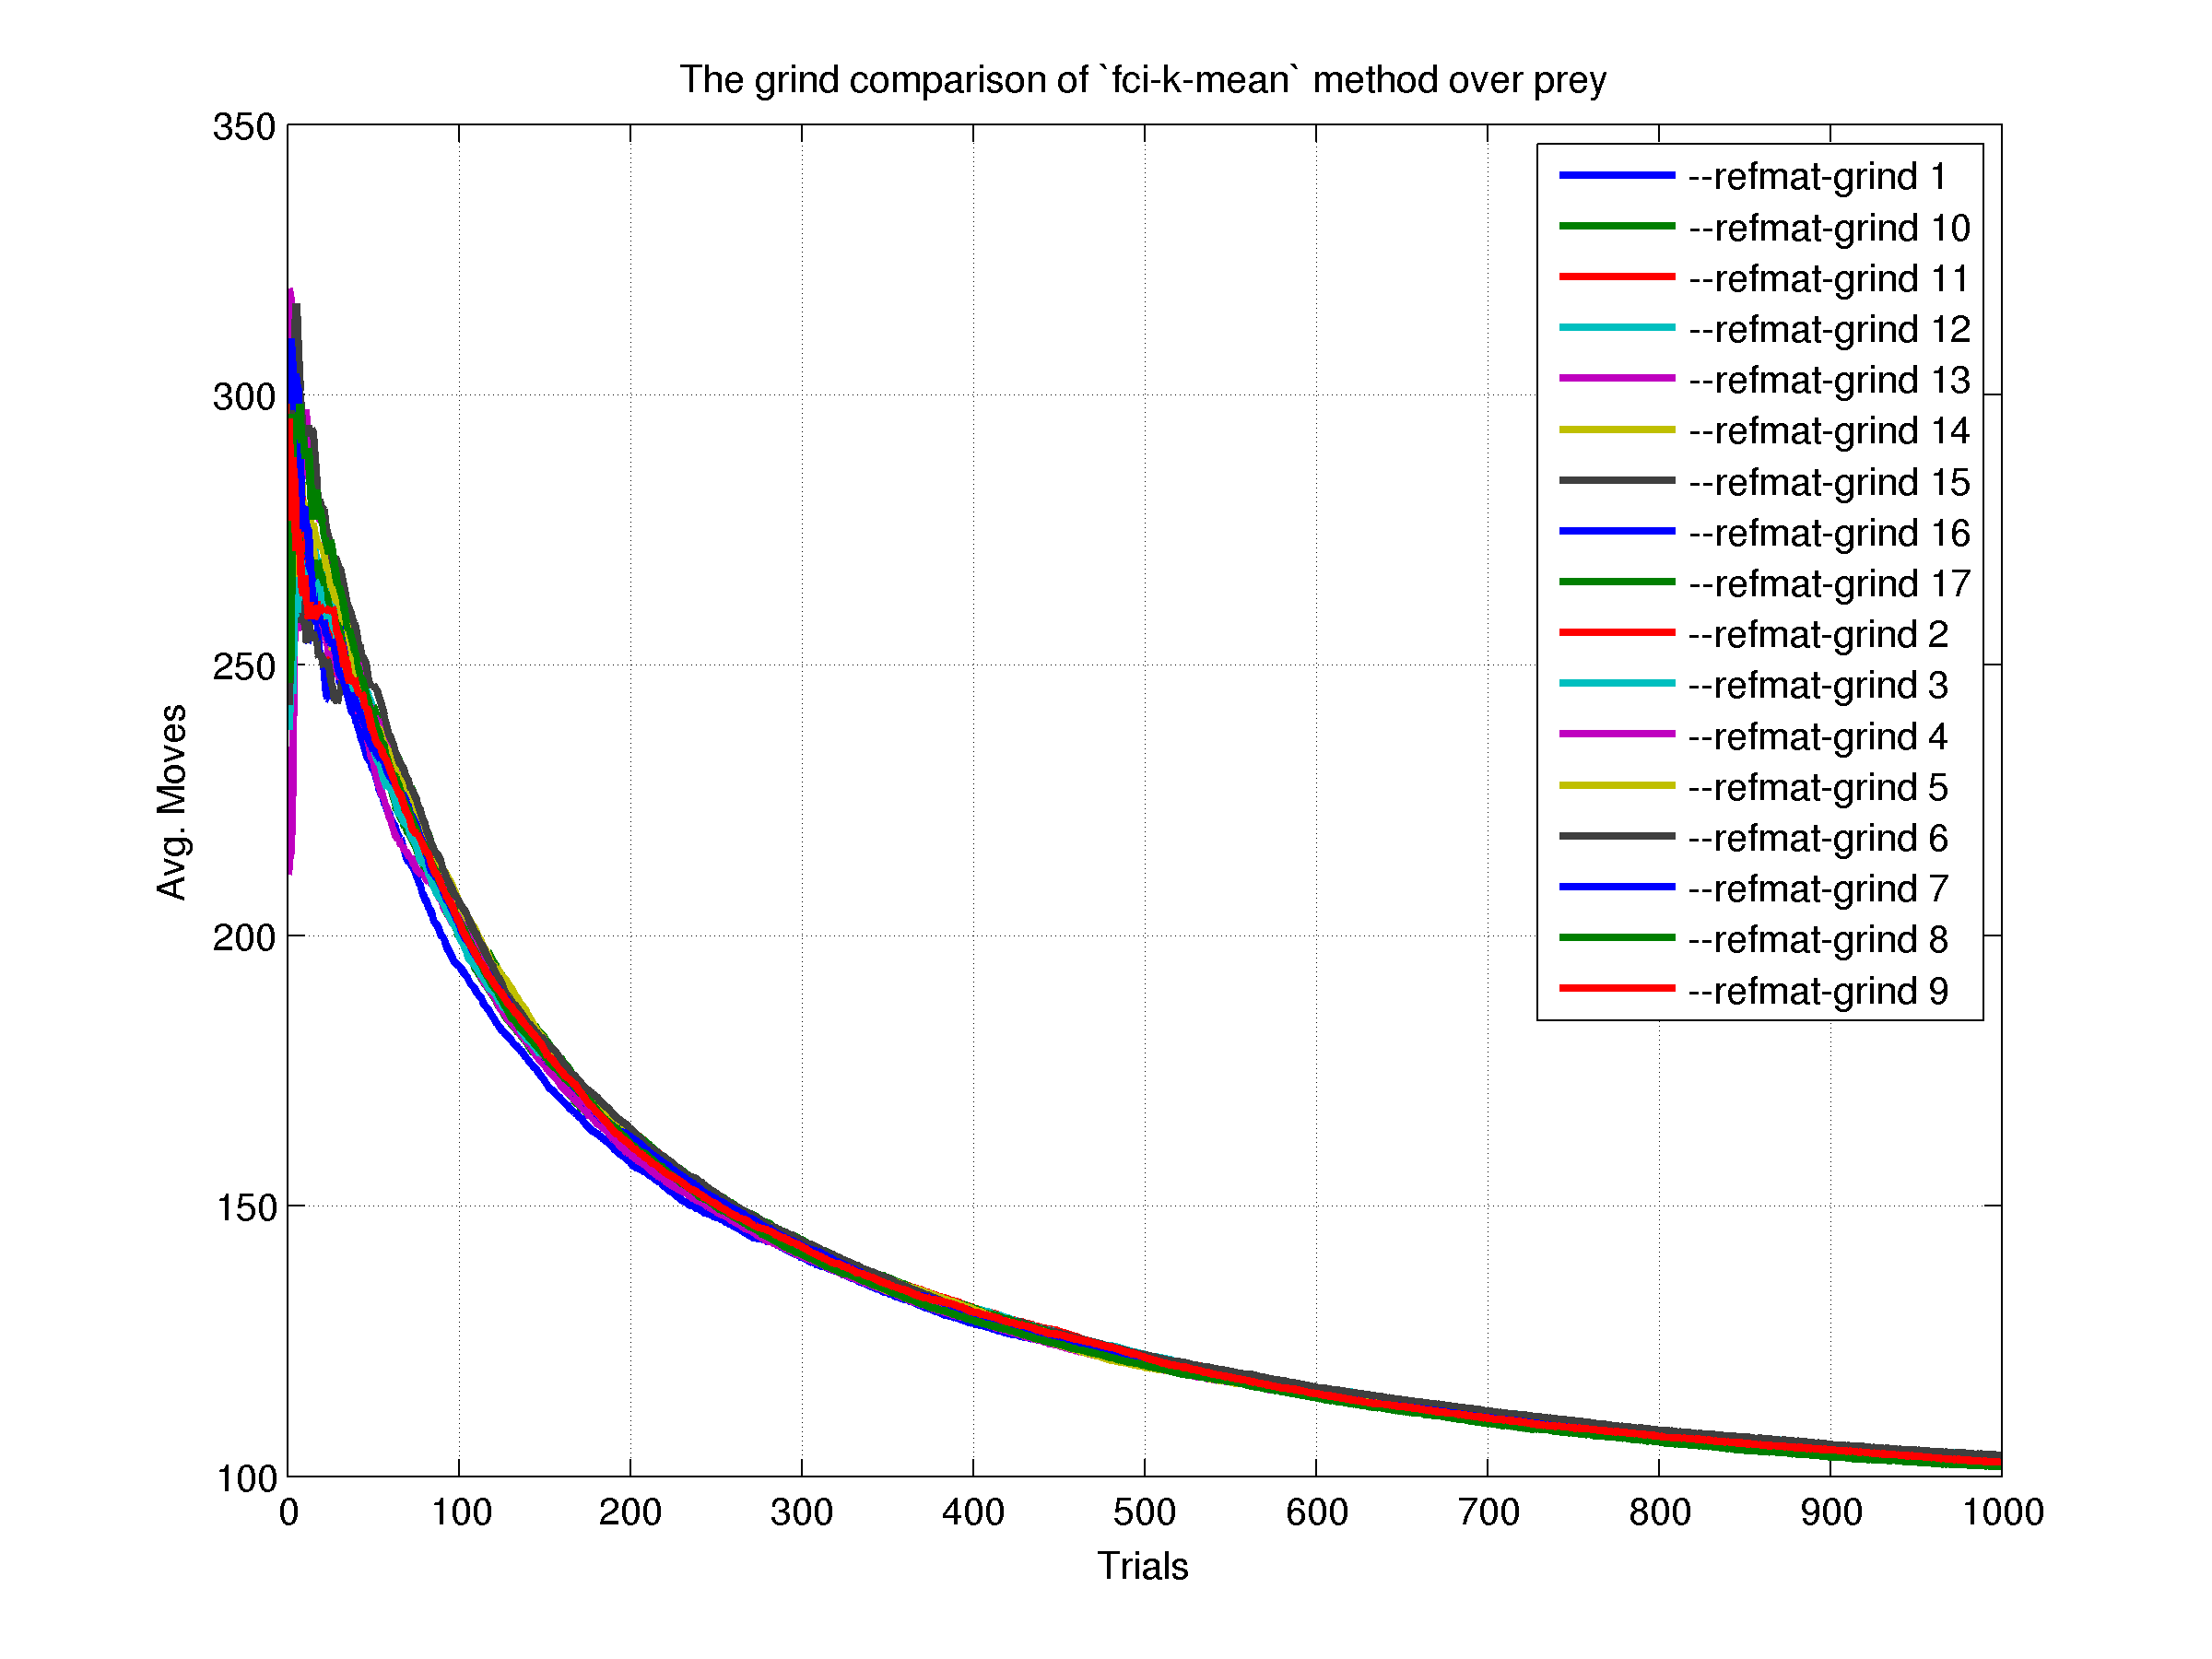 The grind comparison of `fci-k-mean` method over prey
350
300
250
200
150
100
Avg. Moves
0 100 200 300 400 500 600 700 800 900 1000
Trials
--refmat-grind 1
--refmat-grind 10
--refmat-grind 11
--refmat-grind 12
--refmat-grind 13
--refmat-grind 14
--refmat-grind 15
--refmat-grind 16
--refmat-grind 17
--refmat-grind 2
--refmat-grind 3
--refmat-grind 4
--refmat-grind 5
--refmat-grind 6
--refmat-grind 7
--refmat-grind 8
--refmat-grind 9